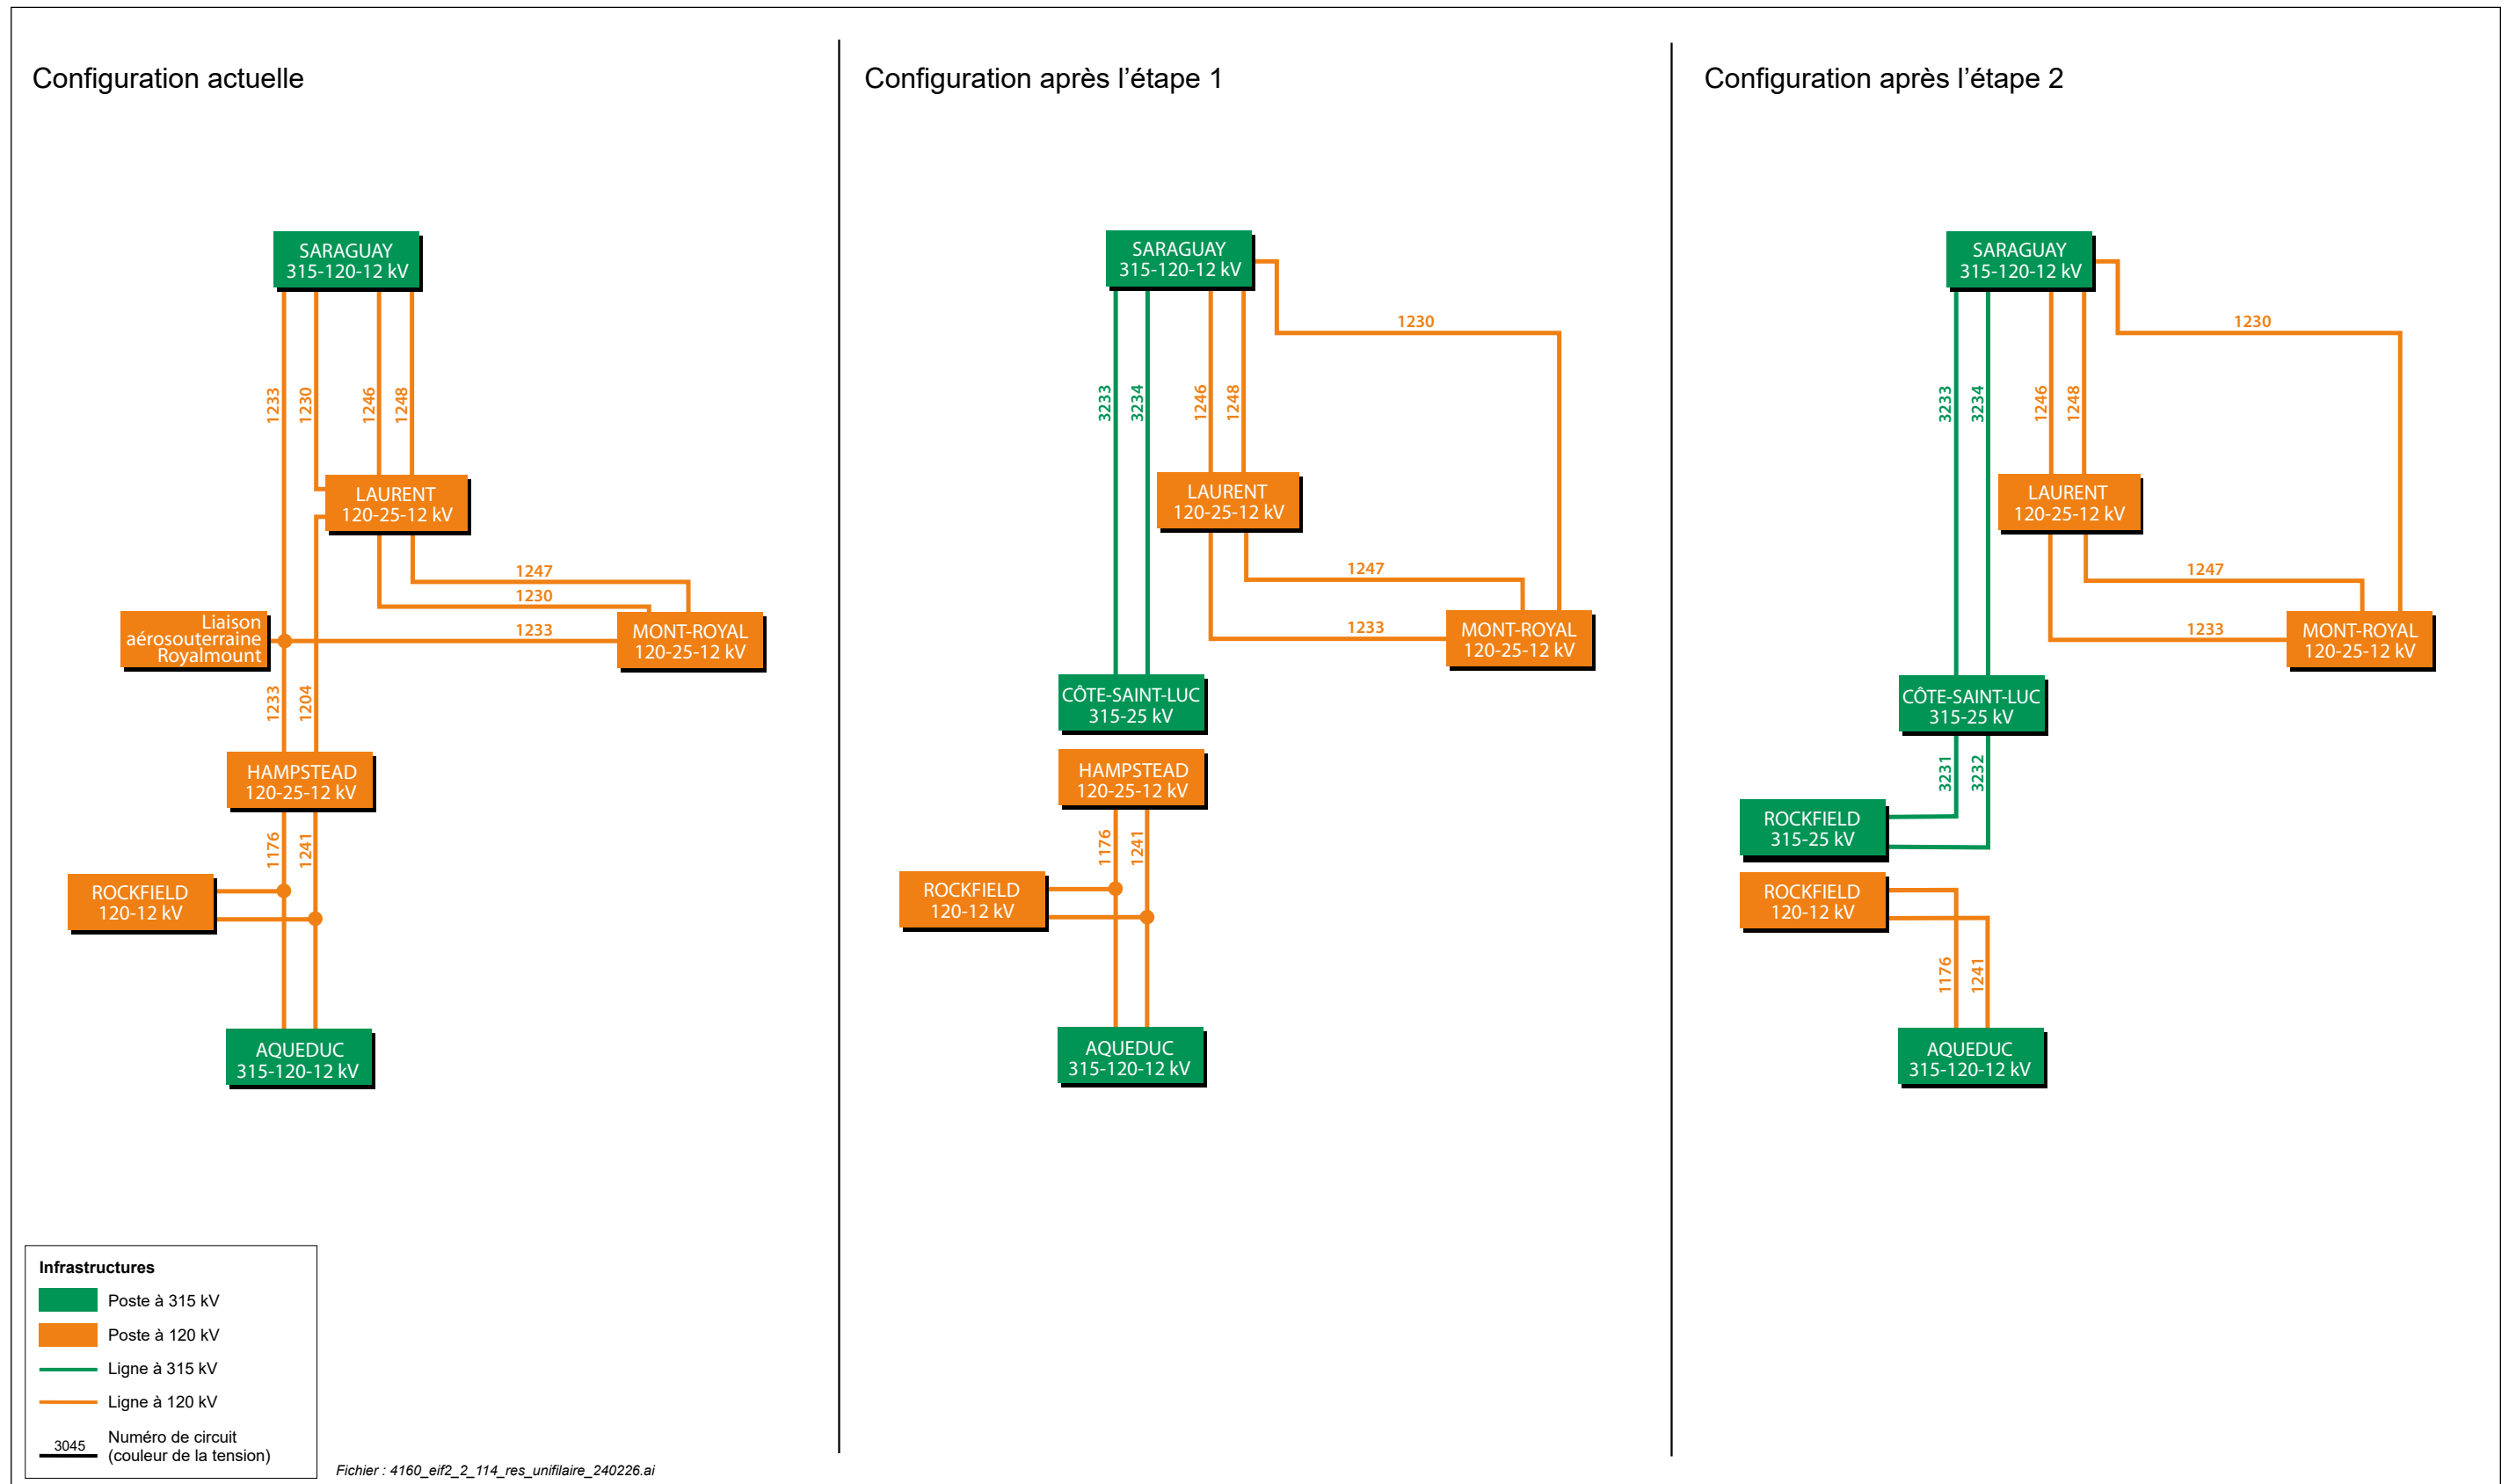 Configuration actuelle
SARAGUAY
315-120-12 kV
1233
1230
1246
1248
LAURENT
120-25-12 kV
1247
1230
1233
Liaison
aérosouterraine
Royalmount
MONT-ROYAL
120-25-12 kV
1233
1204
HAMPSTEAD
120-25-12 kV
1176
1241
ROCKFIELD
120-12 kV
AQUEDUC
315-120-12 kV
Configuration après l’étape 1
SARAGUAY
315-120-12 kV
1230
3233
3234
1246
1248
LAURENT
120-25-12 kV
1247
1233
MONT-ROYAL
120-25-12 kV
CÔTE-SAINT-LUC
315-25 kV
HAMPSTEAD
120-25-12 kV
1176
1241
ROCKFIELD
120-12 kV
AQUEDUC
315-120-12 kV
Configuration après l’étape 2
SARAGUAY
315-120-12 kV
1230
3233
3234
1246
1248
LAURENT
120-25-12 kV
1247
1233
MONT-ROYAL
120-25-12 kV
CÔTE-SAINT-LUC
315-25 kV
3231
3232
ROCKFIELD
315-25 kV
ROCKFIELD
120-12 kV
1176
1241
AQUEDUC
315-120-12 kV
Infrastructures
Poste à 315 kV
Poste à 120 kV
Ligne à 315 kV
Ligne à 120 kV
3045
Numéro de circuit
(couleur de la tension)
Fichier : 4160_eif2_2_114_res_unifilaire_240226.ai